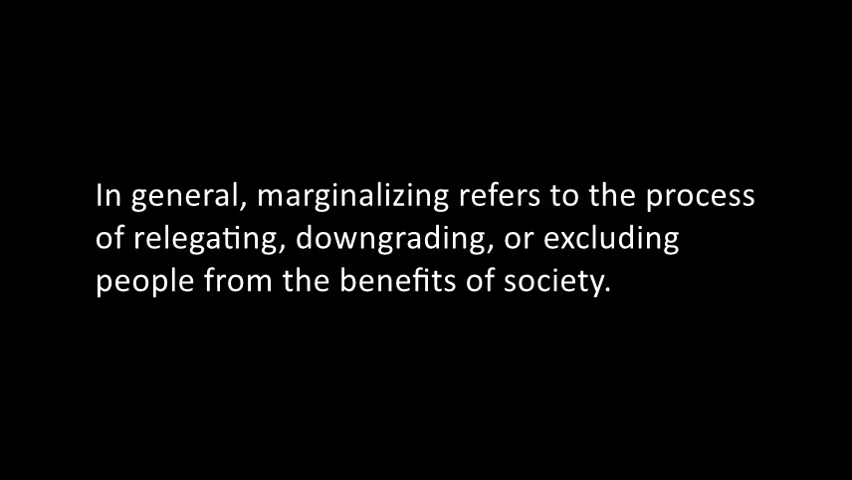 In general, marginalizing refers to the process
of relegating, downgrading, or excluding
people from the benefits of society.